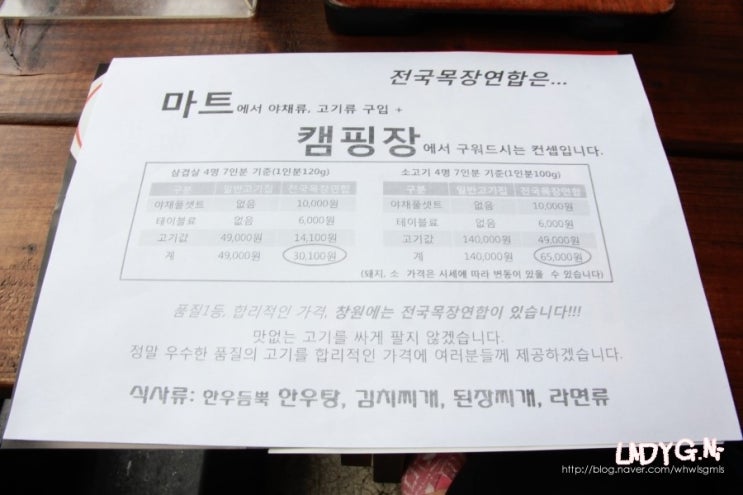 전국목장연합은...
마트에서 야채류, 고기류 구입 +
캠핑장에서 구워드시는 컨셉입니다.
삼겹살 4명 7인분 기준(1인분120g)
구분 일반고기집 전국목장연합
야채풀셋트 없음 10,000원
테이블료 없음 6,000원
고기값 49,000원 14,100원
계 49,000원 30,100원
소고기 4명 7인분 기준(1인분100g)
구분 일반고기집 전국목장연합
야채풀셋트 없음 10,000원
테이블료 없음 6,000원
고기값 140,000원 49,000원
계 140,000원 65,000원
(돼지, 소 가격은 시세에 따라 변동이 있을 수 있습니다)
품질1등, 합리적인 가격, 창원에는 전국목장연합이 있습니다!!!
맛없는 고기를 싸게 팔지 않겠습니다.
정말 우수한 품질의 고기를 합리적인 가격에 여러분들께 제공하겠습니다.
식사류: 한우듬뿍 한우탕, 김치찌개, 된장찌개, 라면류
LADYG.N
http://blog.naver.com/whwlsgmls